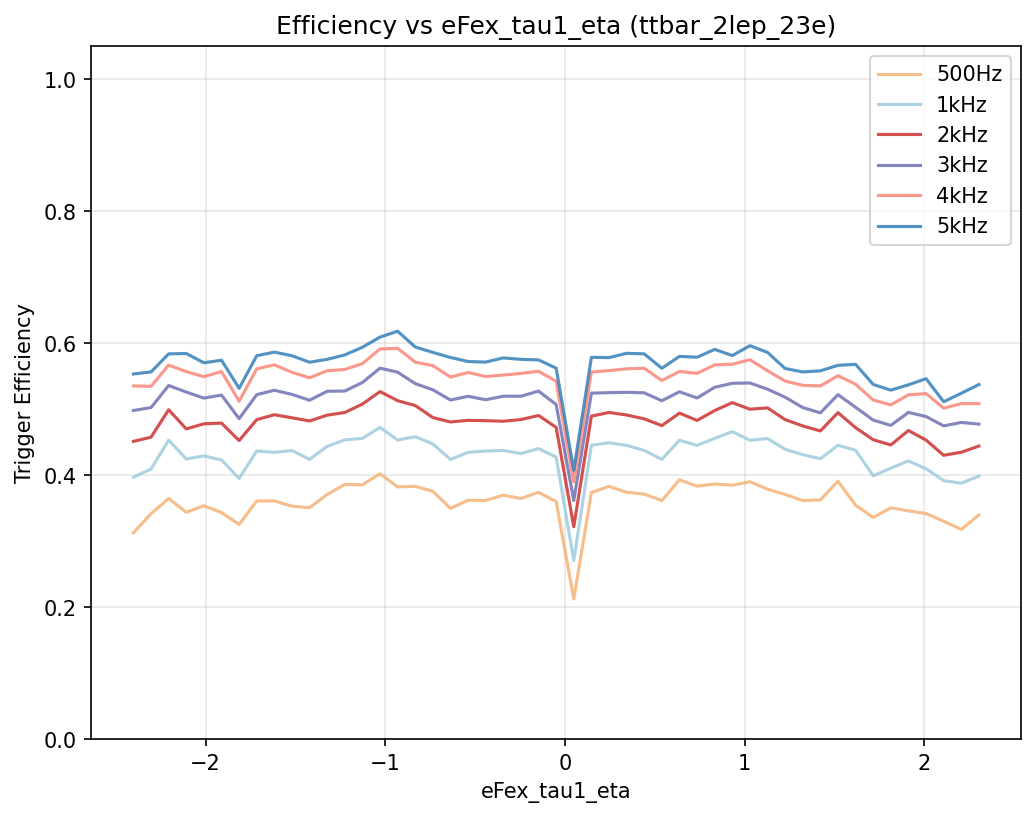 Efficiency vs eFex_tau1_eta (ttbar_2lep_23e)
500Hz
1kHz
2kHz
3kHz
4kHz
5kHz
Trigger Efficiency
1.0
0.8
0.6
0.4
0.2
0.0
−2
−1
0
1
2
eFex_tau1_eta